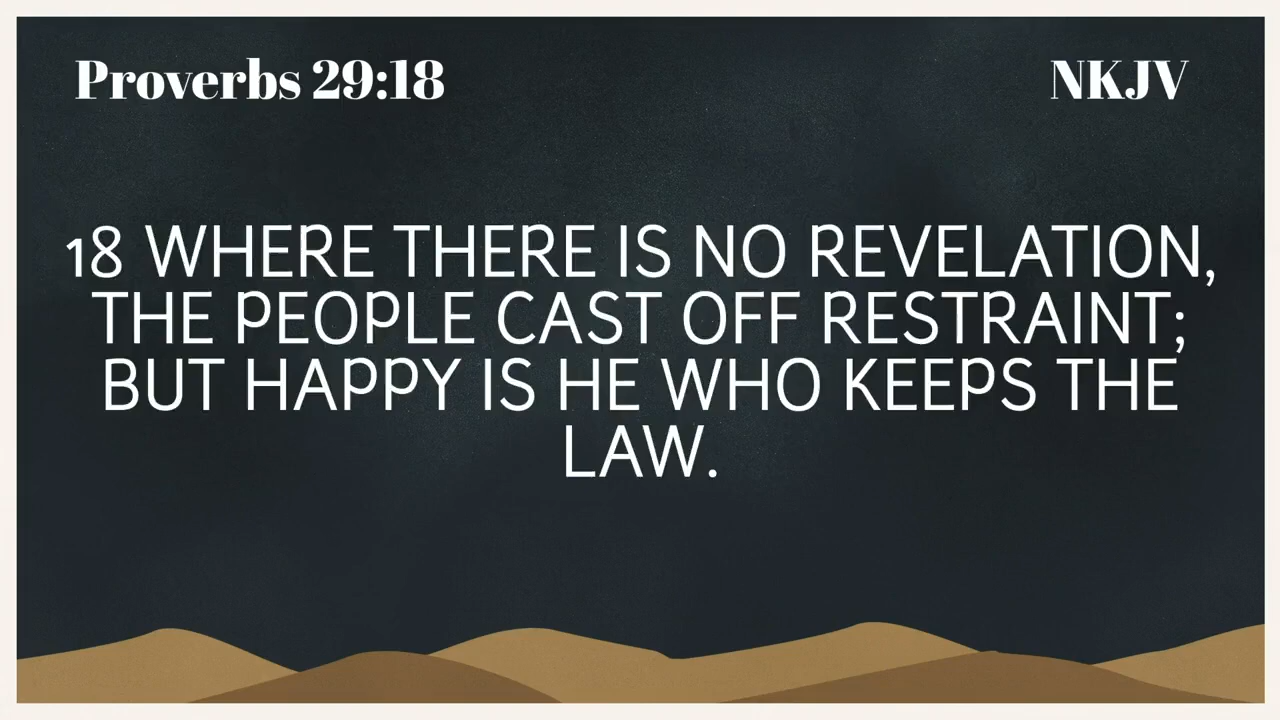 Proverbs 29:18
NKJV
18 WHERE THERE IS NO REVELATION,
THE PEOPLE CAST OFF RESTRAINT;
BUT HAPPY IS HE WHO KEEPS THE
LAW.